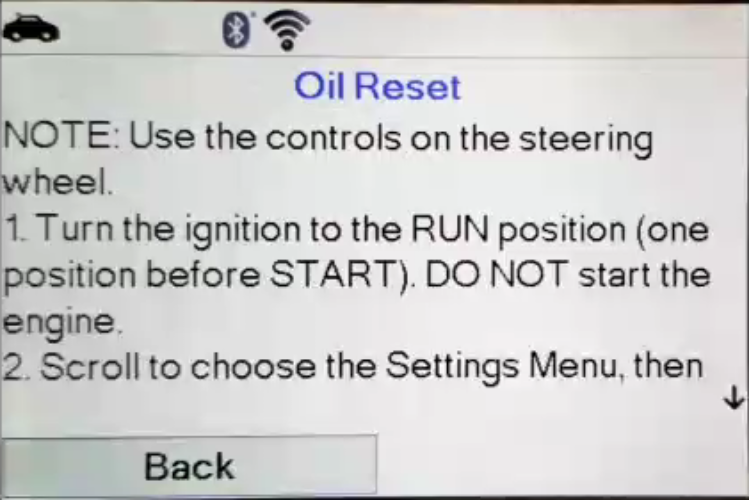 Oil Reset
NOTE: Use the controls on the steering
wheel.
1. Turn the ignition to the RUN position (one
position before START). DO NOT start the
engine.
2. Scroll to choose the Settings Menu, then
Back